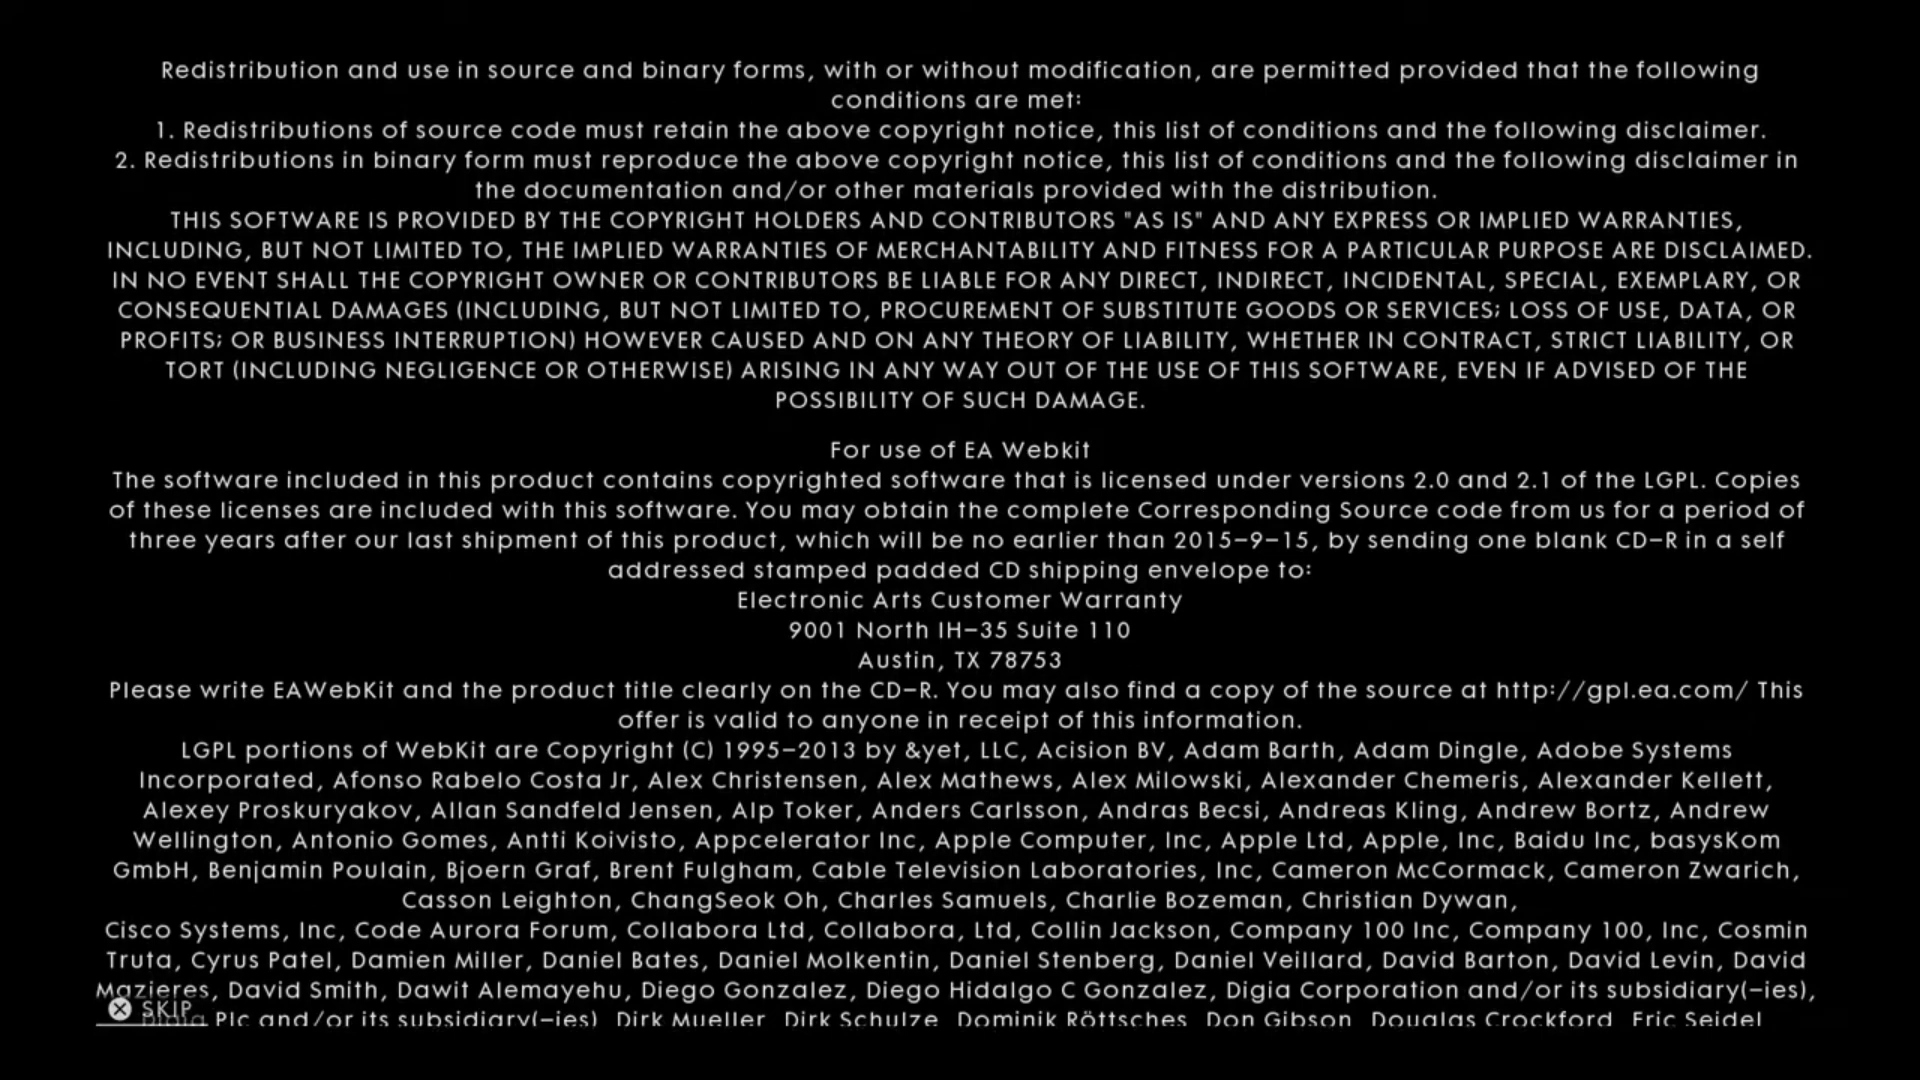 Redistribution and use in source and binary forms, with or without modification, are permitted provided that the following
conditions are met:
1. Redistributions of source code must retain the above copyright notice, this list of conditions and the following disclaimer.
2. Redistributions in binary form must reproduce the above copyright notice, this list of conditions and the following disclaimer in
the documentation and/or other materials provided with the distribution.
THIS SOFTWARE IS PROVIDED BY THE COPYRIGHT HOLDERS AND CONTRIBUTORS "AS IS" AND ANY EXPRESS OR IMPLIED WARRANTIES,
INCLUDING, BUT NOT LIMITED TO, THE IMPLIED WARRANTIES OF MERCHANTABILITY AND FITNESS FOR A PARTICULAR PURPOSE ARE DISCLAIMED.
IN NO EVENT SHALL THE COPYRIGHT OWNER OR CONTRIBUTORS BE LIABLE FOR ANY DIRECT, INDIRECT, INCIDENTAL, SPECIAL, EXEMPLARY, OR
CONSEQUENTIAL DAMAGES (INCLUDING, BUT NOT LIMITED TO, PROCUREMENT OF SUBSTITUTE GOODS OR SERVICES; LOSS OF USE, DATA, OR
PROFITS; OR BUSINESS INTERRUPTION) HOWEVER CAUSED AND ON ANY THEORY OF LIABILITY, WHETHER IN CONTRACT, STRICT LIABILITY, OR
TORT (INCLUDING NEGLIGENCE OR OTHERWISE) ARISING IN ANY WAY OUT OF THE USE OF THIS SOFTWARE, EVEN IF ADVISED OF THE
POSSIBILITY OF SUCH DAMAGE.
For use of EA Webkit
The software included in this product contains copyrighted software that is licensed under versions 2.0 and 2.1 of the LGPL. Copies
of these licenses are included with this software. You may obtain the complete Corresponding Source code from us for a period of
three years after our last shipment of this product, which will be no earlier than 2015-9-15, by sending one blank CD-R in a self
addressed stamped padded CD shipping envelope to:
Electronic Arts Customer Warranty
9001 North IH-35 Suite 110
Austin, TX 78753
Please write EAWebKit and the product title clearly on the CD-R. You may also find a copy of the source at http://gpl.ea.com/ This
offer is valid to anyone in receipt of this information.
LGPL portions of WebKit are Copyright (C) 1995-2013 by &yet, LLC, Acision BV, Adam Barth, Adam Dingle, Adobe Systems
Incorporated, Afonso Rabelo Costa Jr, Alex Christensen, Alex Mathews, Alex Milowski, Alexander Chemeris, Alexander Kellett,
Alexey Proskuryakov, Allan Sandfeld Jensen, Alp Toker, Anders Carlsson, Andras Becsi, Andreas Kling, Andrew Bortz, Andrew
Wellington, Antonio Gomes, Antti Koivisto, Appcelerator Inc, Apple Computer, Inc, Apple Ltd, Apple, Inc, Baidu Inc, basysKom
GmbH, Benjamin Poulain, Bjoern Graf, Brent Fulgham, Cable Television Laboratories, Inc, Cameron McCormack, Cameron Zwarich,
Casson Leighton, ChangSeok Oh, Charles Samuels, Charlie Bozeman, Christian Dywan,
Cisco Systems, Inc, Code Aurora Forum, Collabora Ltd, Collabora, Ltd, Collin Jackson, Company 100 Inc, Company 100, Inc, Cosmin
Truta, Cyrus Patel, Damien Miller, Daniel Bates, Daniel Molkentin, Daniel Stenberg, Daniel Veillard, David Barton, David Levin, David
Mazieres, David Smith, Dawit Alemayehu, Diego Gonzalez, Diego Hidalgo C Gonzalez, Digia Corporation and/or its subsidiary(-ies),
SKIP
Plc and/or its subsidiary(-ies) Dirk Mueller Dirk Schulze Dominik Röttsches Don Gibson Douglas Crockford Eric Seidel